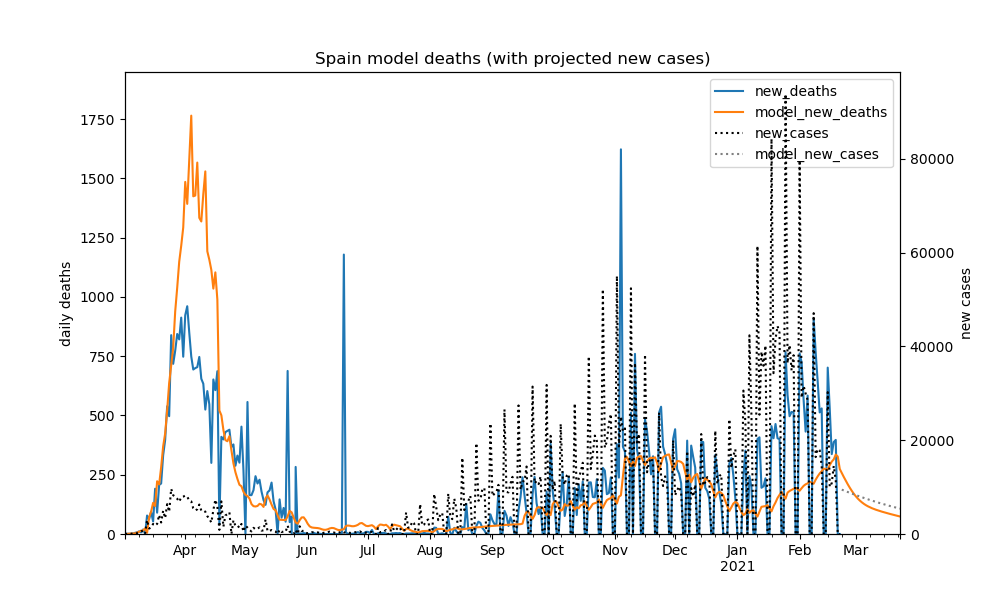 Spain model deaths (with projected new cases)
new_deaths
model_new_deaths
new_cases
model_new_cases
daily deaths
new cases
1750
1500
1250
1000
750
500
250
0
80000
60000
40000
20000
0
Apr May Jun Jul Aug Sep Oct Nov Dec Jan Feb Mar
2021